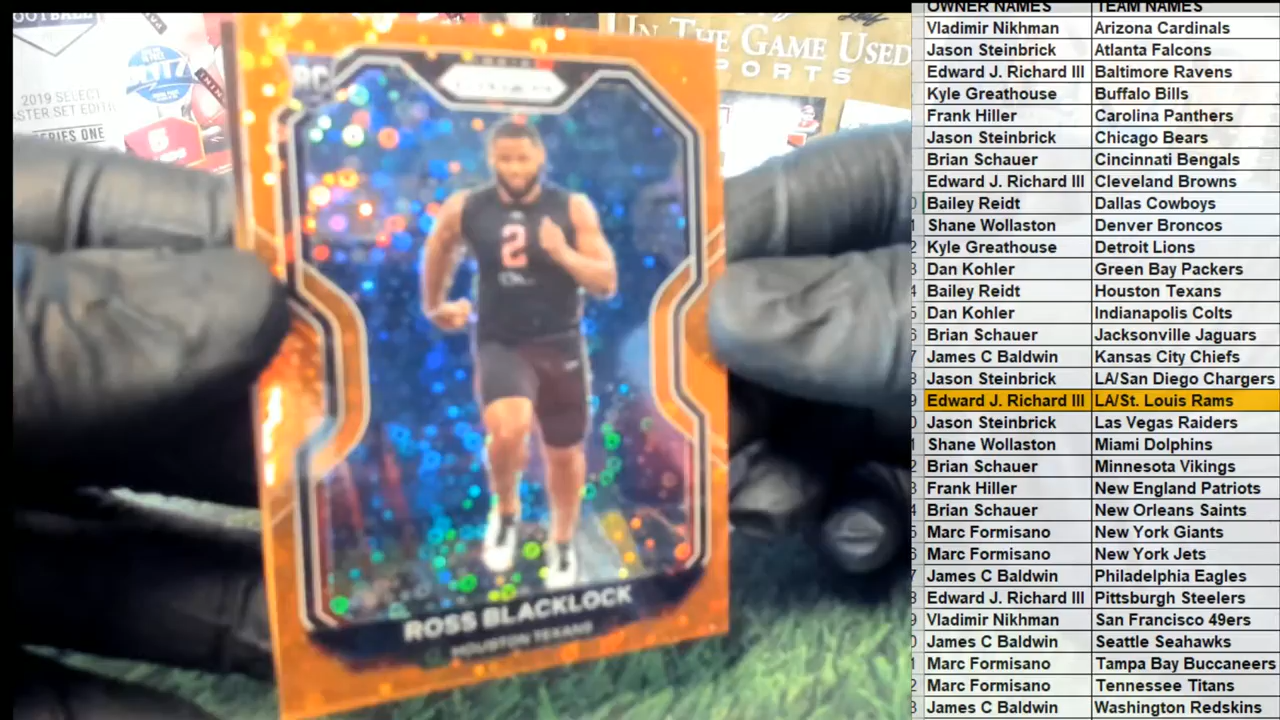 OWNER NAMES TEAM NAMES
Vladimir Nikhman Arizona Cardinals
Jason Steinbrick Atlanta Falcons
Edward J. Richard III Baltimore Ravens
Kyle Greathouse Buffalo Bills
Frank Hiller Carolina Panthers
Jason Steinbrick Chicago Bears
Brian Schauer Cincinnati Bengals
Edward J. Richard III Cleveland Browns
Bailey Reidt Dallas Cowboys
Shane Wollaston Denver Broncos
Kyle Greathouse Detroit Lions
Dan Kohler Green Bay Packers
Bailey Reidt Houston Texans
Dan Kohler Indianapolis Colts
Brian Schauer Jacksonville Jaguars
James C Baldwin Kansas City Chiefs
Jason Steinbrick LA/San Diego Chargers
Edward J. Richard III LA/St. Louis Rams
Jason Steinbrick Las Vegas Raiders
Shane Wollaston Miami Dolphins
Brian Schauer Minnesota Vikings
Frank Hiller New England Patriots
Brian Schauer New Orleans Saints
Marc Formisano New York Giants
Marc Formisano New York Jets
James C Baldwin Philadelphia Eagles
Edward J. Richard III Pittsburgh Steelers
Vladimir Nikhman San Francisco 49ers
James C Baldwin Seattle Seahawks
Marc Formisano Tampa Bay Buccaneers
Marc Formisano Tennessee Titans
James C Baldwin Washington Redskins
IN THE GAME USED
SPORTS
2019 SELECT
SERIES ONE
RC
2
ROSS BLACKLOCK
HOUSTON TEXANS